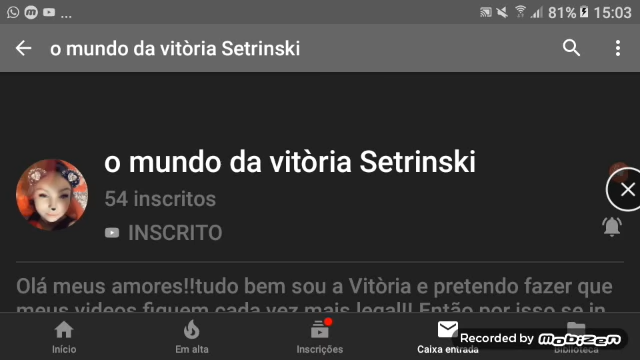 ... 81% 15:03
o mundo da vitòria Setrinski
o mundo da vitòria Setrinski
54 inscritos
INSCRITO
Olá meus amores!!tudo bem sou a Vitòria e pretendo fazer que
meus videos fiquem cada vez mais legal!! Então por isso se in
Início Em alta Inscrições Caixa entrada Biblioteca
Recorded by Mobizen